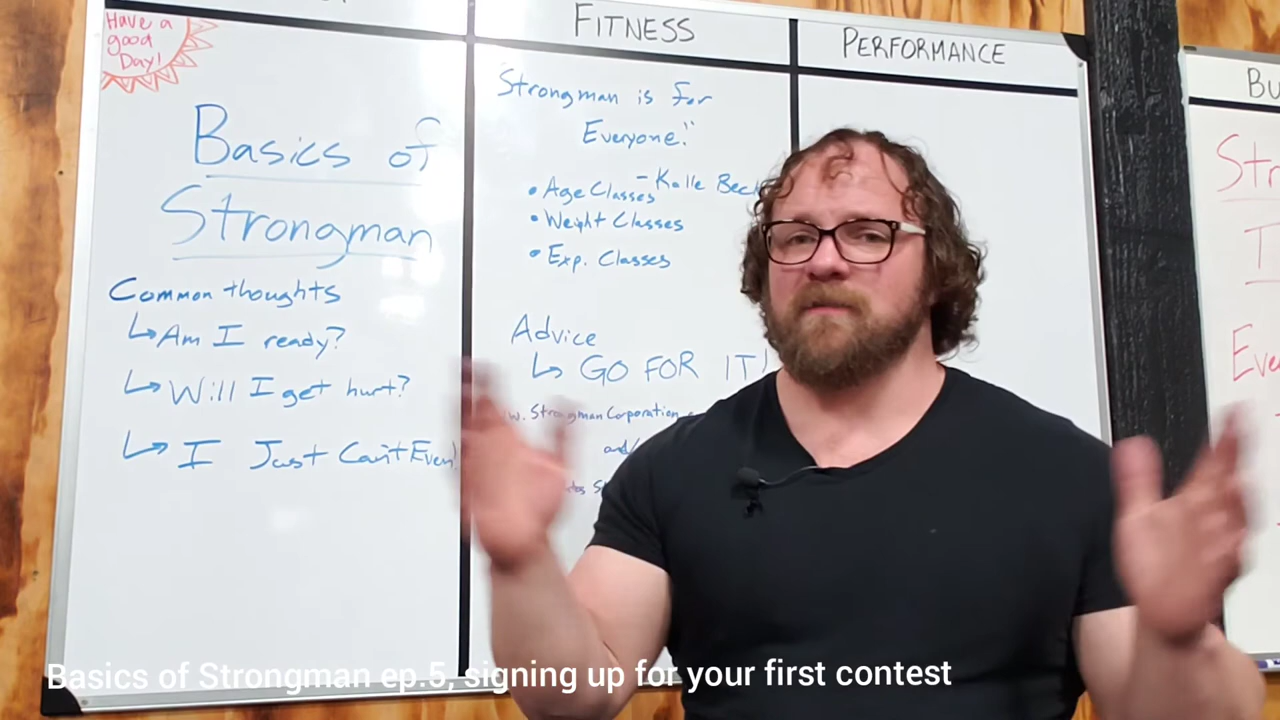 Have a
good
Day!
Basics of
Strongman
Common thoughts
↳Am I ready?
↳Will I get hurt?
↳ I Just Can't Even!
FITNESS
Strongman is for
Everyone!"
- Kalle Beck
• Age Classes
• Weight Classes
• Exp. Classes
Advice
↳ GO FOR IT!
Strongman Corporation
PERFORMANCE
Basics of Strongman ep.5, signing up for your first contest